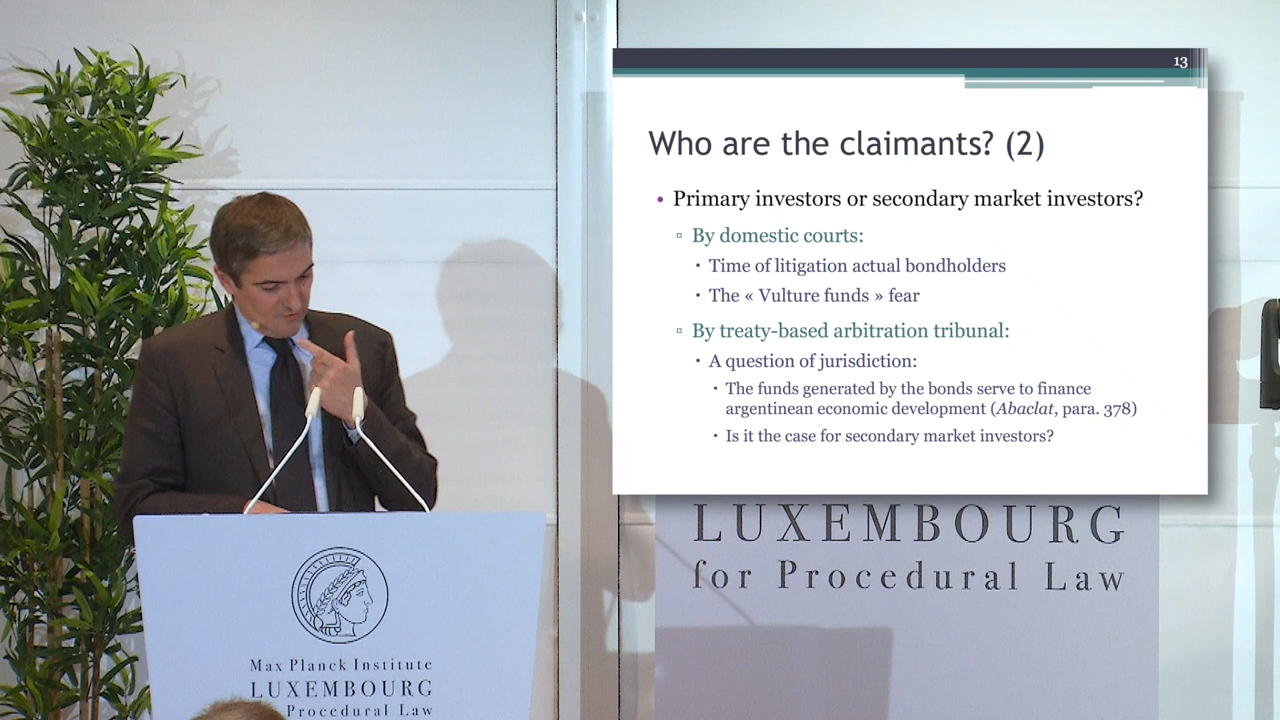 13
Who are the claimants? (2)
• Primary investors or secondary market investors?
▫ By domestic courts:
• Time of litigation actual bondholders
• The « Vulture funds » fear
▫ By treaty-based arbitration tribunal:
• A question of jurisdiction:
• The funds generated by the bonds serve to finance
argentinean economic development (Abaclat, para. 378)
• Is it the case for secondary market investors?
LUXEMBOURG
for Procedural Law
Max Planck Institute
LUXEMBOURG
Procedural Law